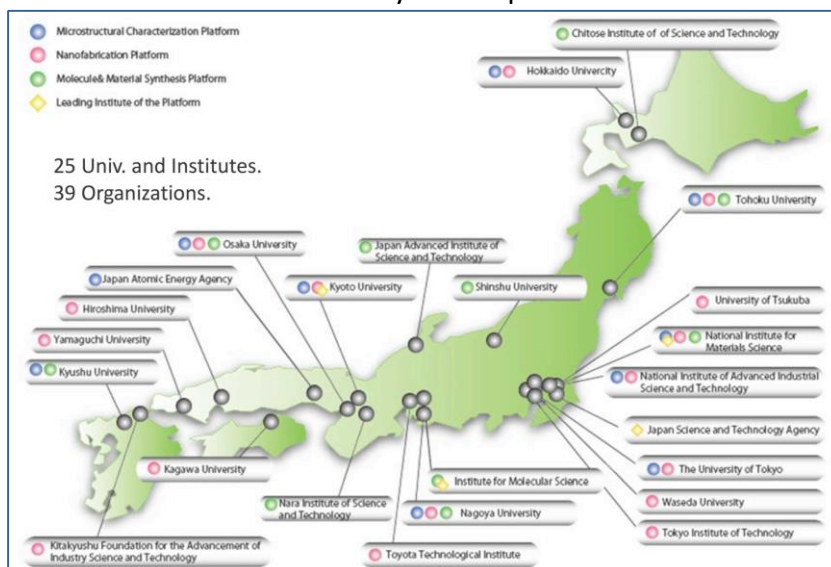 Microstructural Characterization Platform
Nanofabrication Platform
Molecule& Material Synthesis Platform
Leading Institute of the Platform
25 Univ. and Institutes.
39 Organizations.
Chitose Institute of of Science and Technology
Hokkaido Univercity
Tohoku University
Osaka University
Japan Advanced Institute of
Science and Technology
Japan Atomic Energy Agency
Kyoto University
Shinshu University
University of Tsukuba
Hiroshima University
National Institute for
Materials Science
Yamaguchi University
National Institute of Advanced Industrial
Science and Technology
Kyushu University
Japan Science and Technology Agency
Kagawa University
The University of Tokyo
Institute for Molecular Science
Nara Institute of Science
and Technology
Nagoya University
Waseda University
Tokyo Institute of Technology
Kitakyushu Foundation for the Advancement of
Industry Science and Technology
Toyota Technological Institute